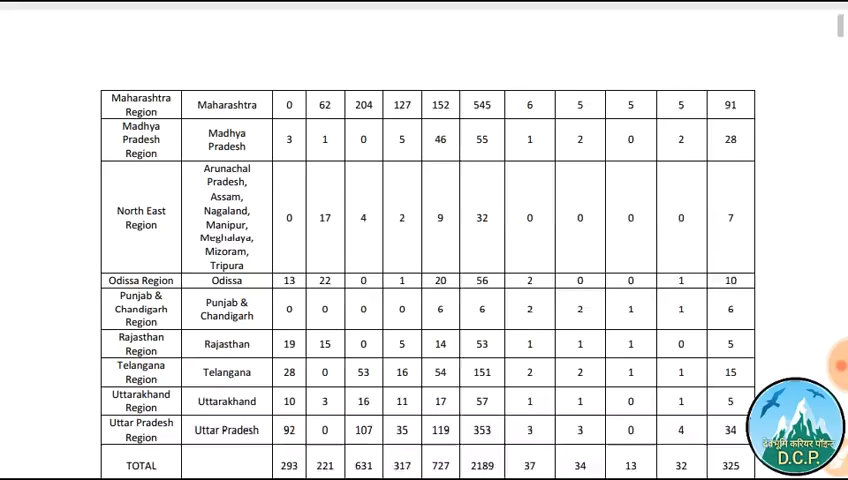 Maharashtra Region Maharashtra 0 62 204 127 152 545 6 5 5 5 91
Madhya Pradesh Region Madhya Pradesh 3 1 0 5 46 55 1 2 0 2 28
North East Region Arunachal Pradesh, Assam, Nagaland, Manipur, Meghalaya, Mizoram, Tripura 0 17 4 2 9 32 0 0 0 0 7
Odissa Region Odissa 13 22 0 1 20 56 2 0 0 1 10
Punjab & Chandigarh Region Punjab & Chandigarh 0 0 0 0 6 6 2 2 1 1 6
Rajasthan Region Rajasthan 19 15 0 5 14 53 1 1 1 0 5
Telangana Region Telangana 28 0 53 16 54 151 2 2 1 1 15
Uttarakhand Region Uttarakhand 10 3 16 11 17 57 1 1 0 1 5
Uttar Pradesh Region Uttar Pradesh 92 0 107 35 119 353 3 3 0 4 34
TOTAL 293 221 631 317 727 2189 37 34 13 32 325
देवभूमि करियर पॉइन्ट
D.C.P.